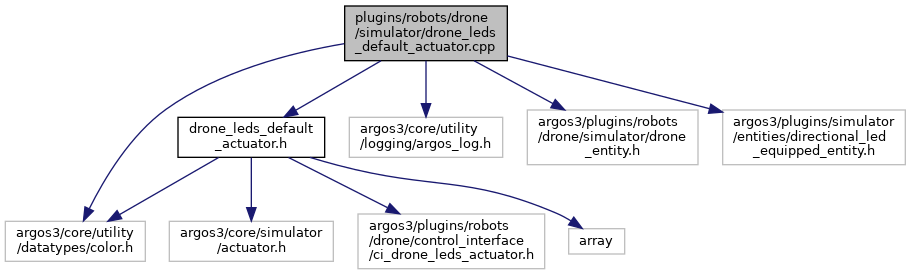 plugins/robots/drone
/simulator/drone_leds
_default_actuator.cpp
drone_leds_default
_actuator.h
argos3/core/utility
/logging/argos_log.h
argos3/plugins/robots
/drone/simulator/drone
_entity.h
argos3/plugins/simulator
/entities/directional_led
_equipped_entity.h
argos3/core/utility
/datatypes/color.h
argos3/core/simulator
/actuator.h
argos3/plugins/robots
/drone/control_interface
/ci_drone_leds_actuator.h
array